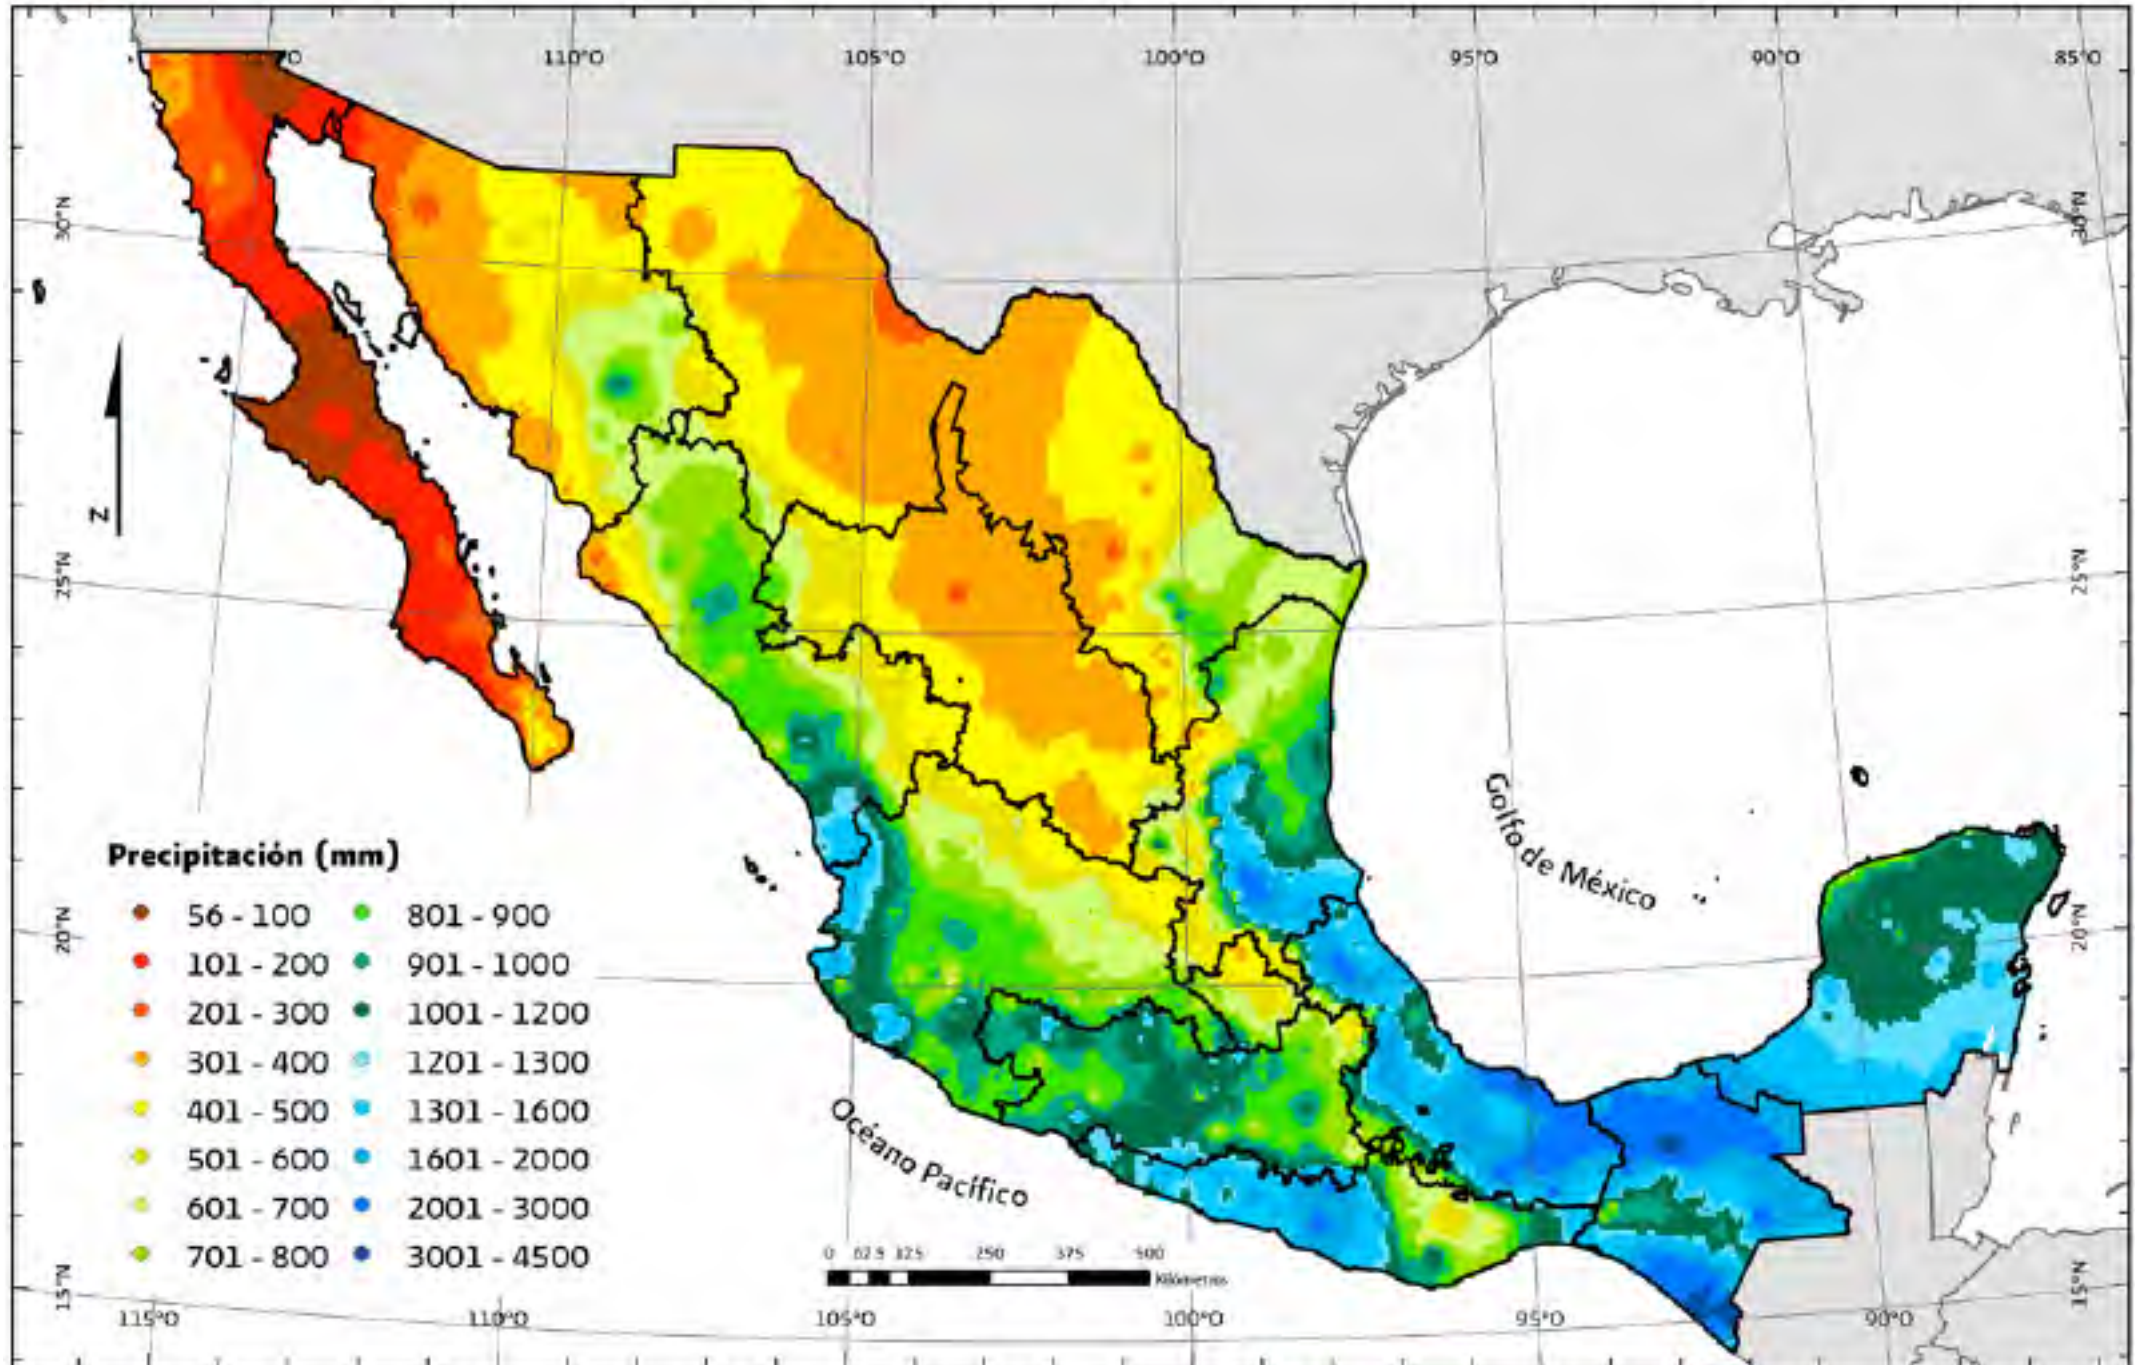 110°O 105°O 100°O 95°O 90°O 85°O
30°N
30°N
N
25°N
25°N
Golfo de México
Precipitación (mm)
56 - 100 801 - 900
101 - 200 901 - 1000
201 - 300 1001 - 1200
301 - 400 1201 - 1300
401 - 500 1301 - 1600
501 - 600 1601 - 2000
601 - 700 2001 - 3000
701 - 800 3001 - 4500
20°N
20°N
Océano Pacífico
0 62.5 125 250 375 500
Kilómetros
15°N
15°N
115°O 110°O 105°O 100°O 95°O 90°O